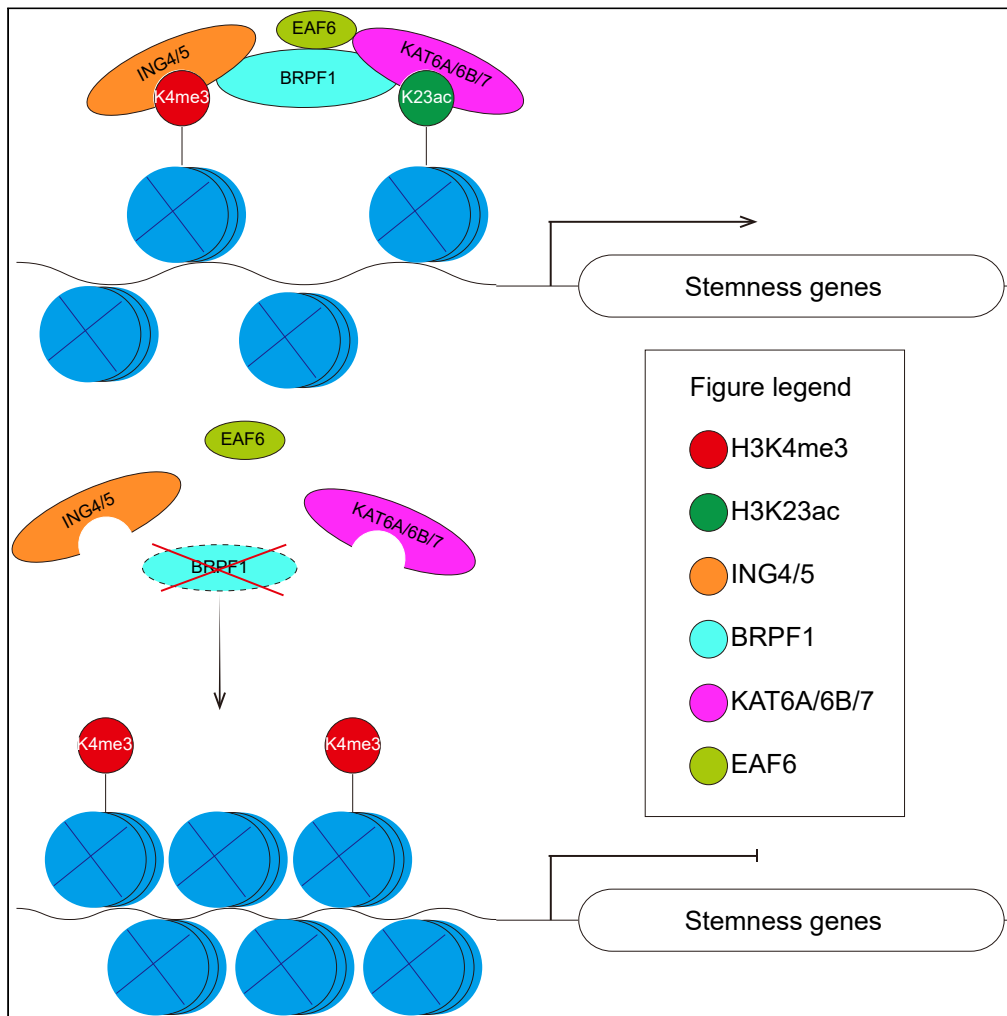 EAF6
ING4/5
KAT6A/6B/7
BRPF1
K4me3
K23ac
Stemness genes
Figure legend
H3K4me3
H3K23ac
ING4/5
BRPF1
KAT6A/6B/7
EAF6
EAF6
ING4/5
KAT6A/6B/7
BRPF1
K4me3
K4me3
Stemness genes